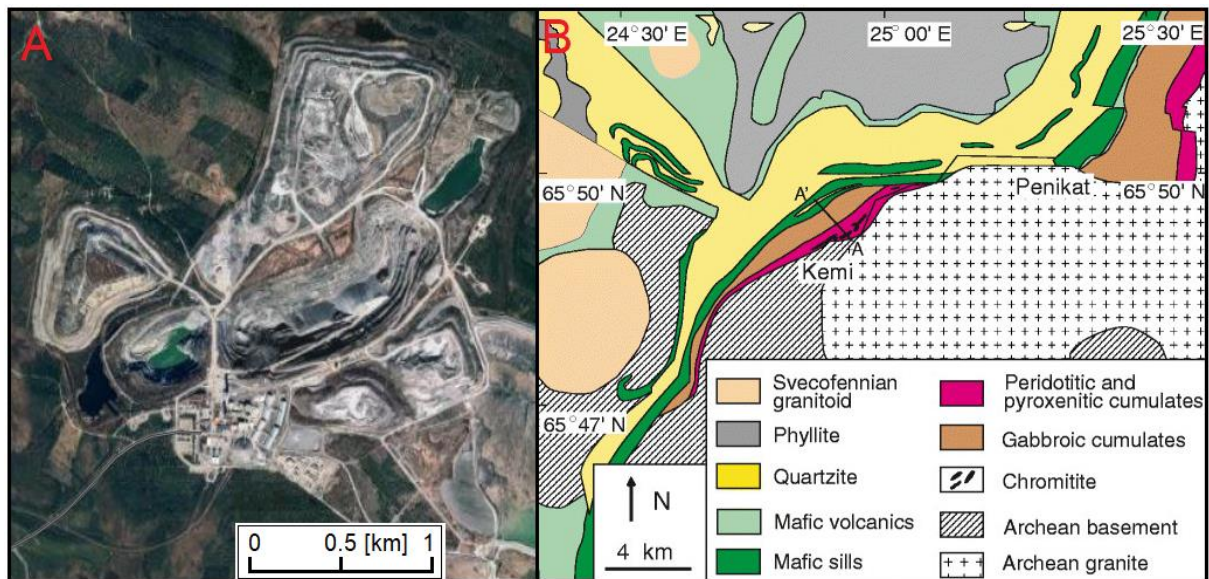 A
0 0.5 [km] 1
B
24°30' E
25°00' E
25°30' E
65°50' N
65°50' N
Penikat
A'
A
Kemi
65°47' N
N
4 km
Svecofennian
granitoid
Phyllite
Quartzite
Mafic volcanics
Mafic sills
Peridotitic and
pyroxenitic cumulates
Gabbroic cumulates
Chromitite
Archean basement
Archean granite